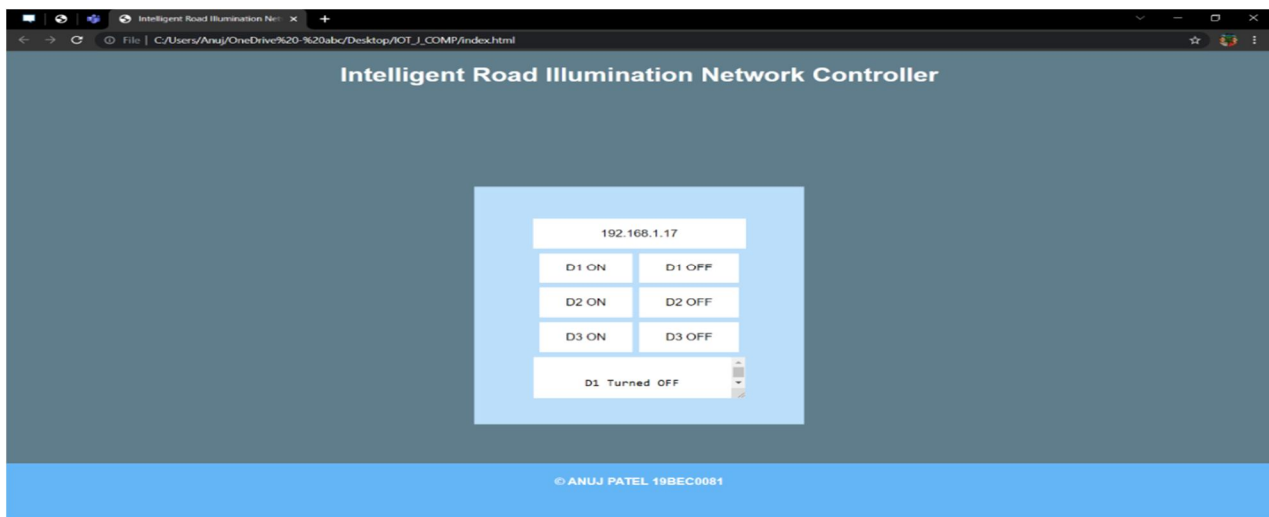 Intelligent Road Illumination Net
File | C:/Users/Anuj/OneDrive%20-%20abc/Desktop/IOT_J_COMP/index.html
Intelligent Road Illumination Network Controller
192.168.1.17
D1 ON D1 OFF
D2 ON D2 OFF
D3 ON D3 OFF
D1 Turned OFF
© ANUJ PATEL 19BEC0081